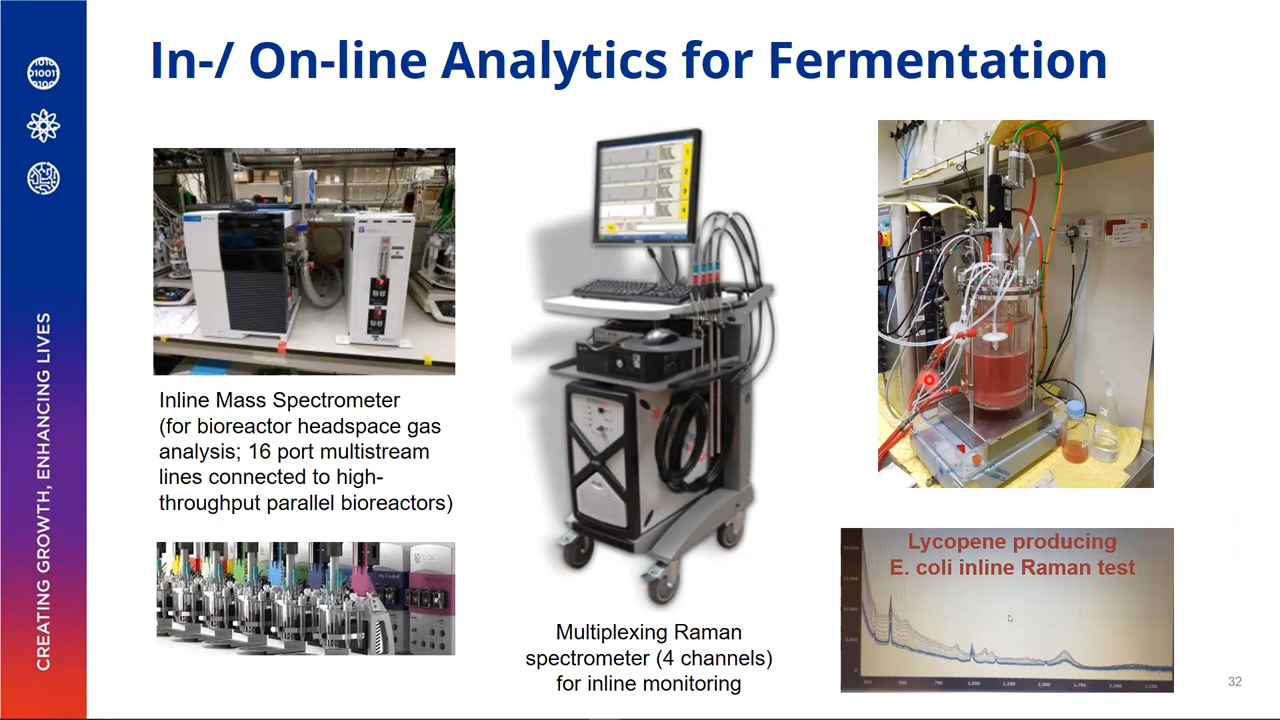 In-/ On-line Analytics for Fermentation
CREATING GROWTH, ENHANCING LIVES
Inline Mass Spectrometer
(for bioreactor headspace gas
analysis; 16 port multistream
lines connected to high-
throughput parallel bioreactors)
Multiplexing Raman
spectrometer (4 channels)
for inline monitoring
Lycopene producing
E. coli inline Raman test
32